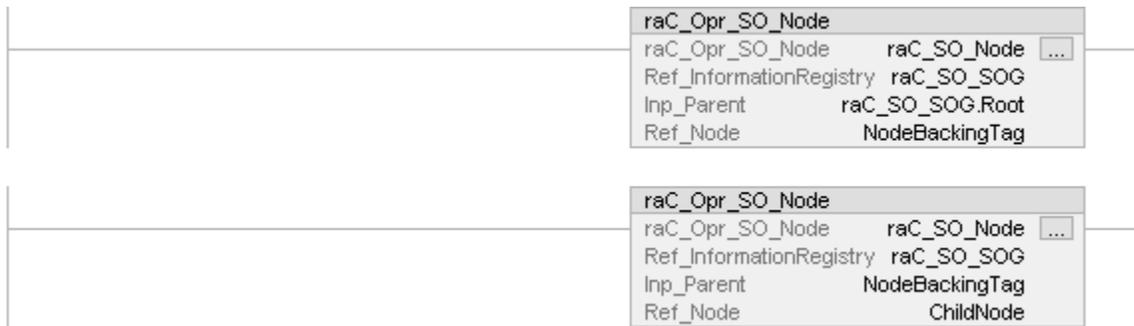 raC_Opr_SO_Node
raC_Opr_SO_Node raC_SO_Node ...
Ref_InformationRegistry raC_SO_SOG
Inp_Parent raC_SO_SOG.Root
Ref_Node NodeBackingTag
raC_Opr_SO_Node
raC_Opr_SO_Node raC_SO_Node ...
Ref_InformationRegistry raC_SO_SOG
Inp_Parent NodeBackingTag
Ref_Node ChildNode